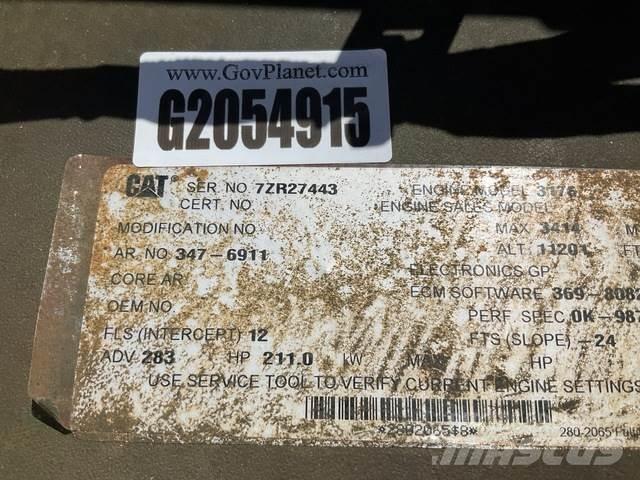 www.GovPlanet.com
G2054915
CAT SER NO 7ZR27443 ENGINE MODEL 3176
CERT. NO. ENGINE SALES MODEL
MODIFICATION NO. MAX 3414 M
AR. NO. 347-6911 ALT. 11201 FT
CORE AR. ELECTRONICS GP
OEM NO. ECM SOFTWARE 369-8082
PERF. SPEC 0K-987
FLS (INTERCEPT) 12 FTS (SLOPE) -24
ADV 283 HP 211.0 kW MAX HP
USE SERVICE TOOL TO VERIFY CURRENT ENGINE SETTINGS
280-2065
MASCUS